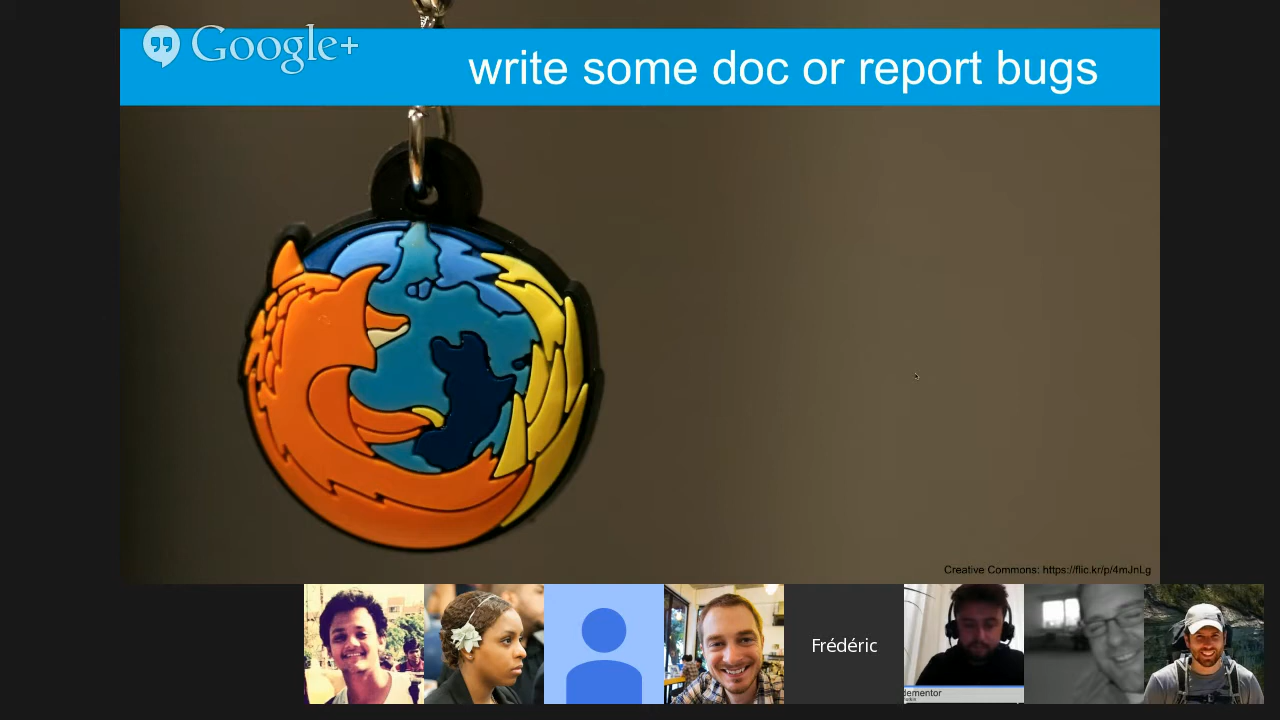 Google+
write some doc or report bugs
Creative Commons: https://flic.kr/p/4mJnLg
Frédéric
dementor